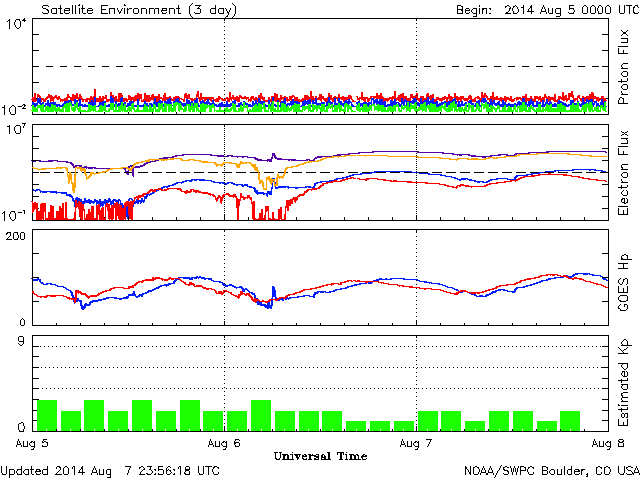 Satellite Environment (3 day) Begin: 2014 Aug 5 0000 UTC
10^4
Proton Flux
10^-2
10^7
Electron Flux
10^-1
200
GOES Hp
0
9
Estimated Kp
0
Aug 5 Aug 6 Aug 7 Aug 8
Universal Time
Updated 2014 Aug 7 23:56:18 UTC NOAA/SWPC Boulder, CO USA